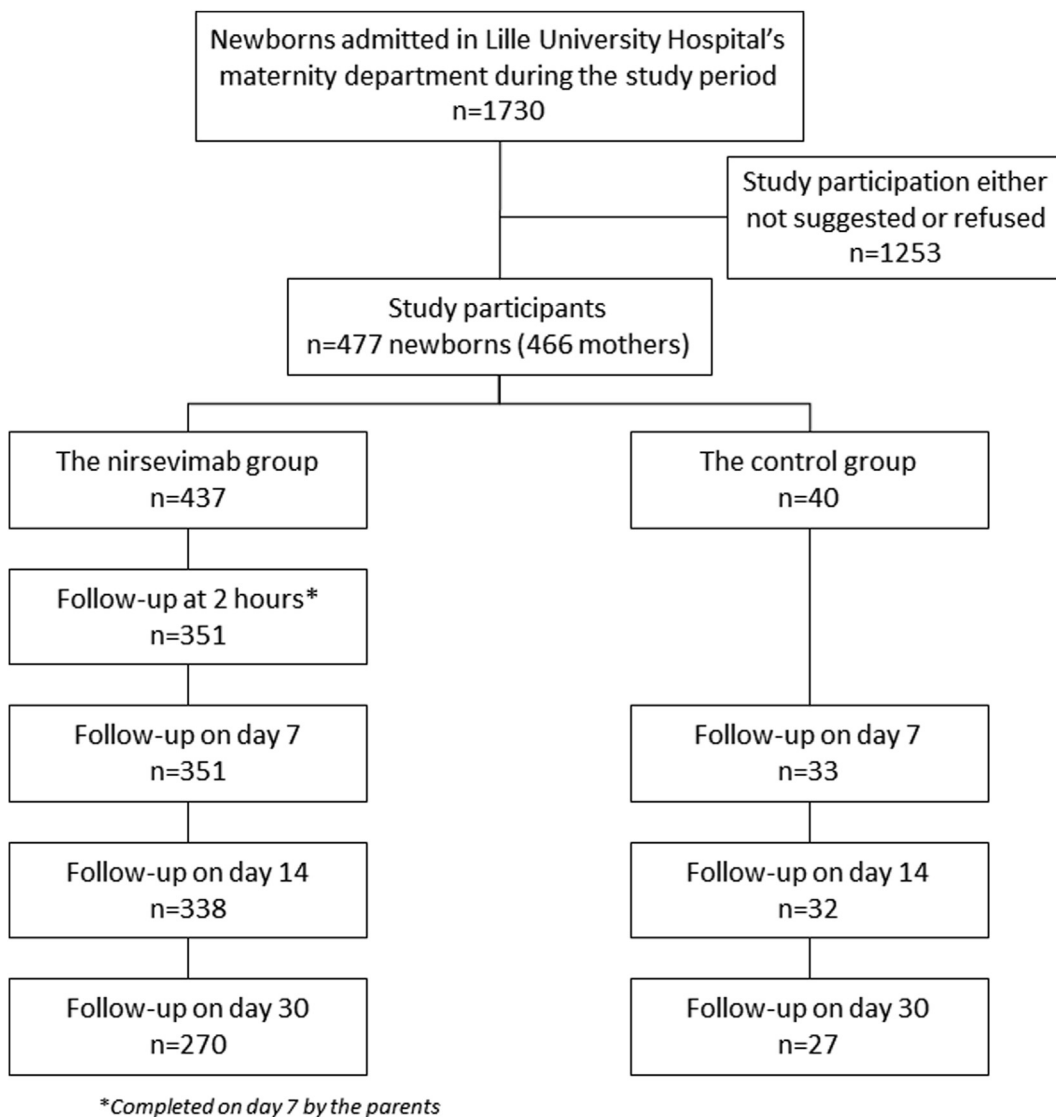 Newborns admitted in Lille University Hospital's
maternity department during the study period
n=1730
Study participation either
not suggested or refused
n=1253
Study participants
n=477 newborns (466 mothers)
The nirsevimab group
n=437
The control group
n=40
Follow-up at 2 hours*
n=351
Follow-up on day 7
n=351
Follow-up on day 7
n=33
Follow-up on day 14
n=338
Follow-up on day 14
n=32
Follow-up on day 30
n=270
Follow-up on day 30
n=27
*Completed on day 7 by the parents